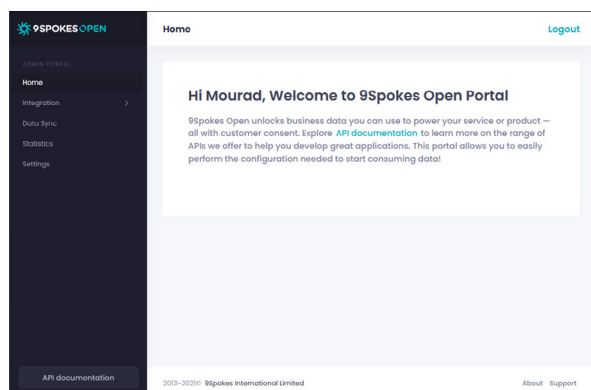 9SPOKES OPEN
Home
Logout
ADMIN PORTAL
Home
Integration
Data Sync
Statistics
Settings
Hi Mourad, Welcome to 9Spokes Open Portal
9Spokes Open unlocks business data you can use to power your service or product —
all with customer consent. Explore API documentation to learn more on the range of
APIs we offer to help you develop great applications. This portal allows you to easily
perform the configuration needed to start consuming data!
API documentation
2013-2021© 9Spokes International Limited
About Support